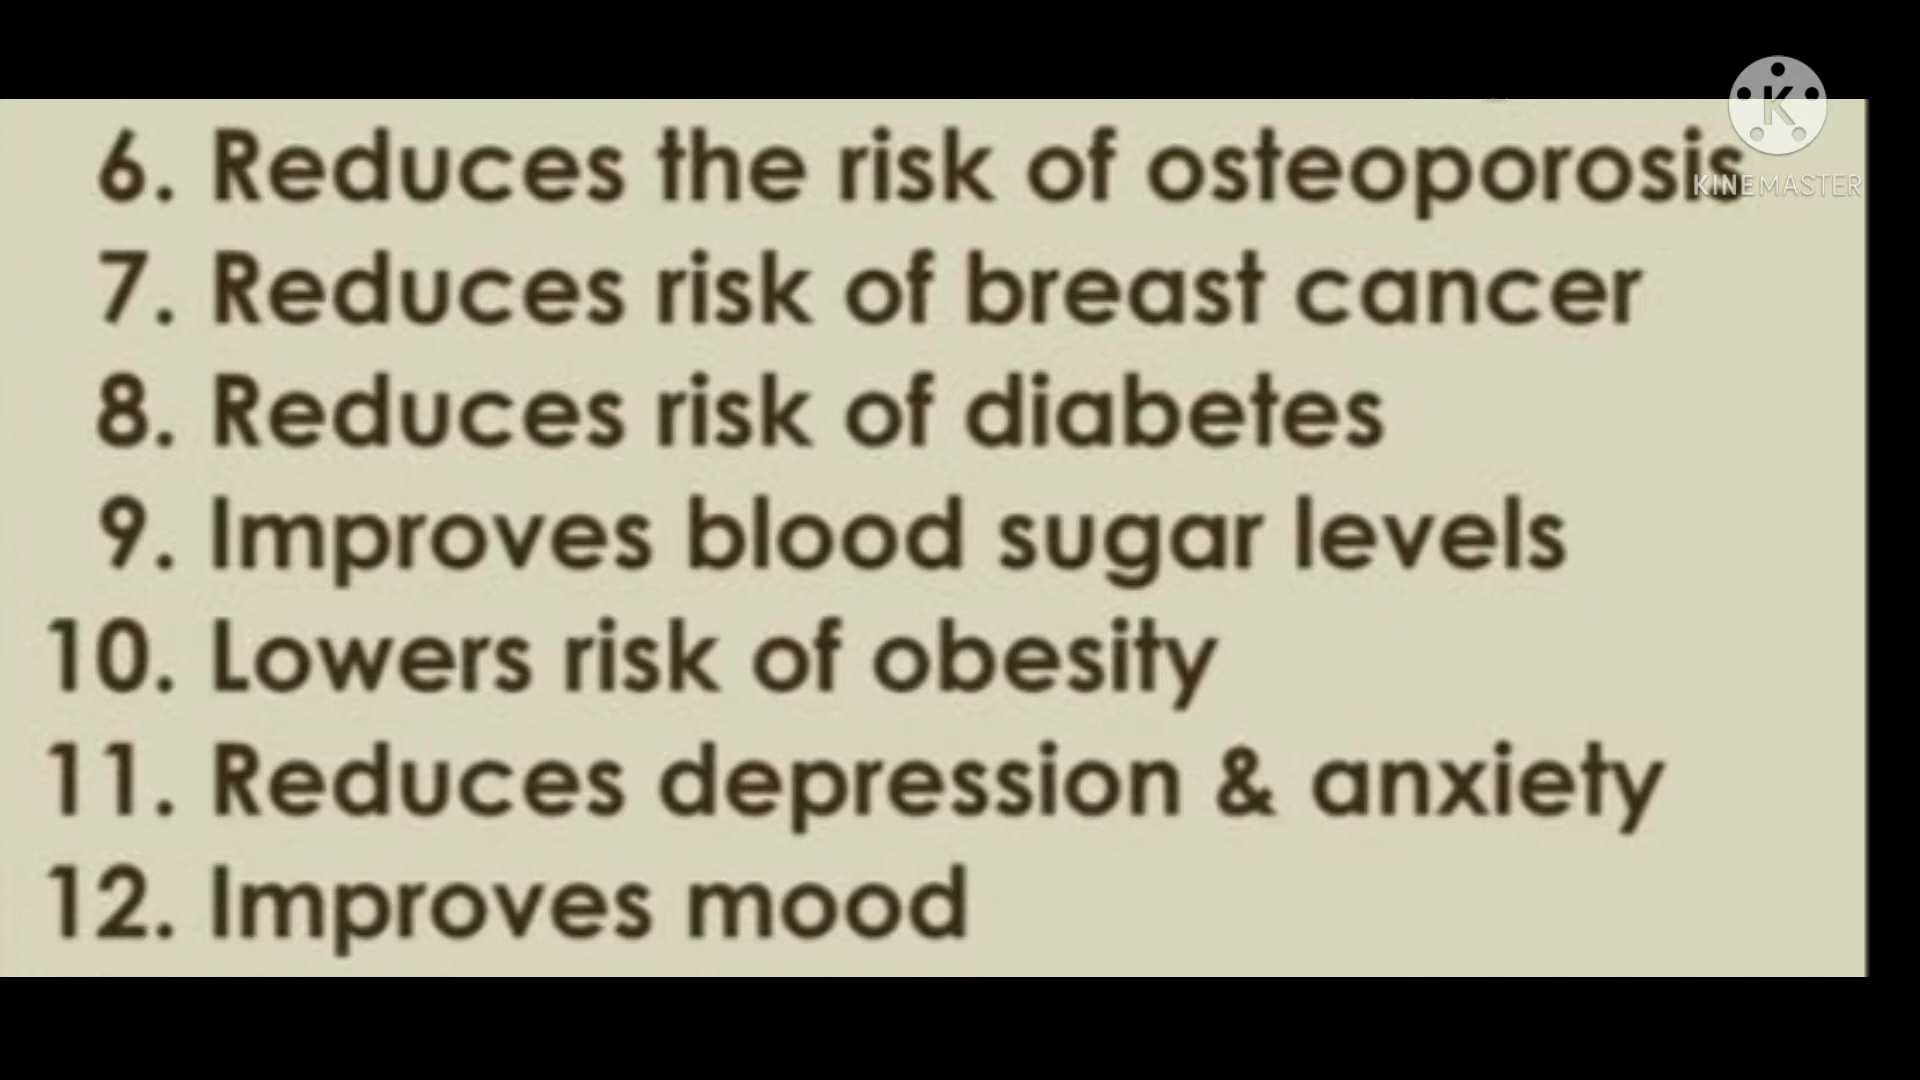 K
KINEMASTER
6. Reduces the risk of osteoporosis
7. Reduces risk of breast cancer
8. Reduces risk of diabetes
9. Improves blood sugar levels
10. Lowers risk of obesity
11. Reduces depression & anxiety
12. Improves mood